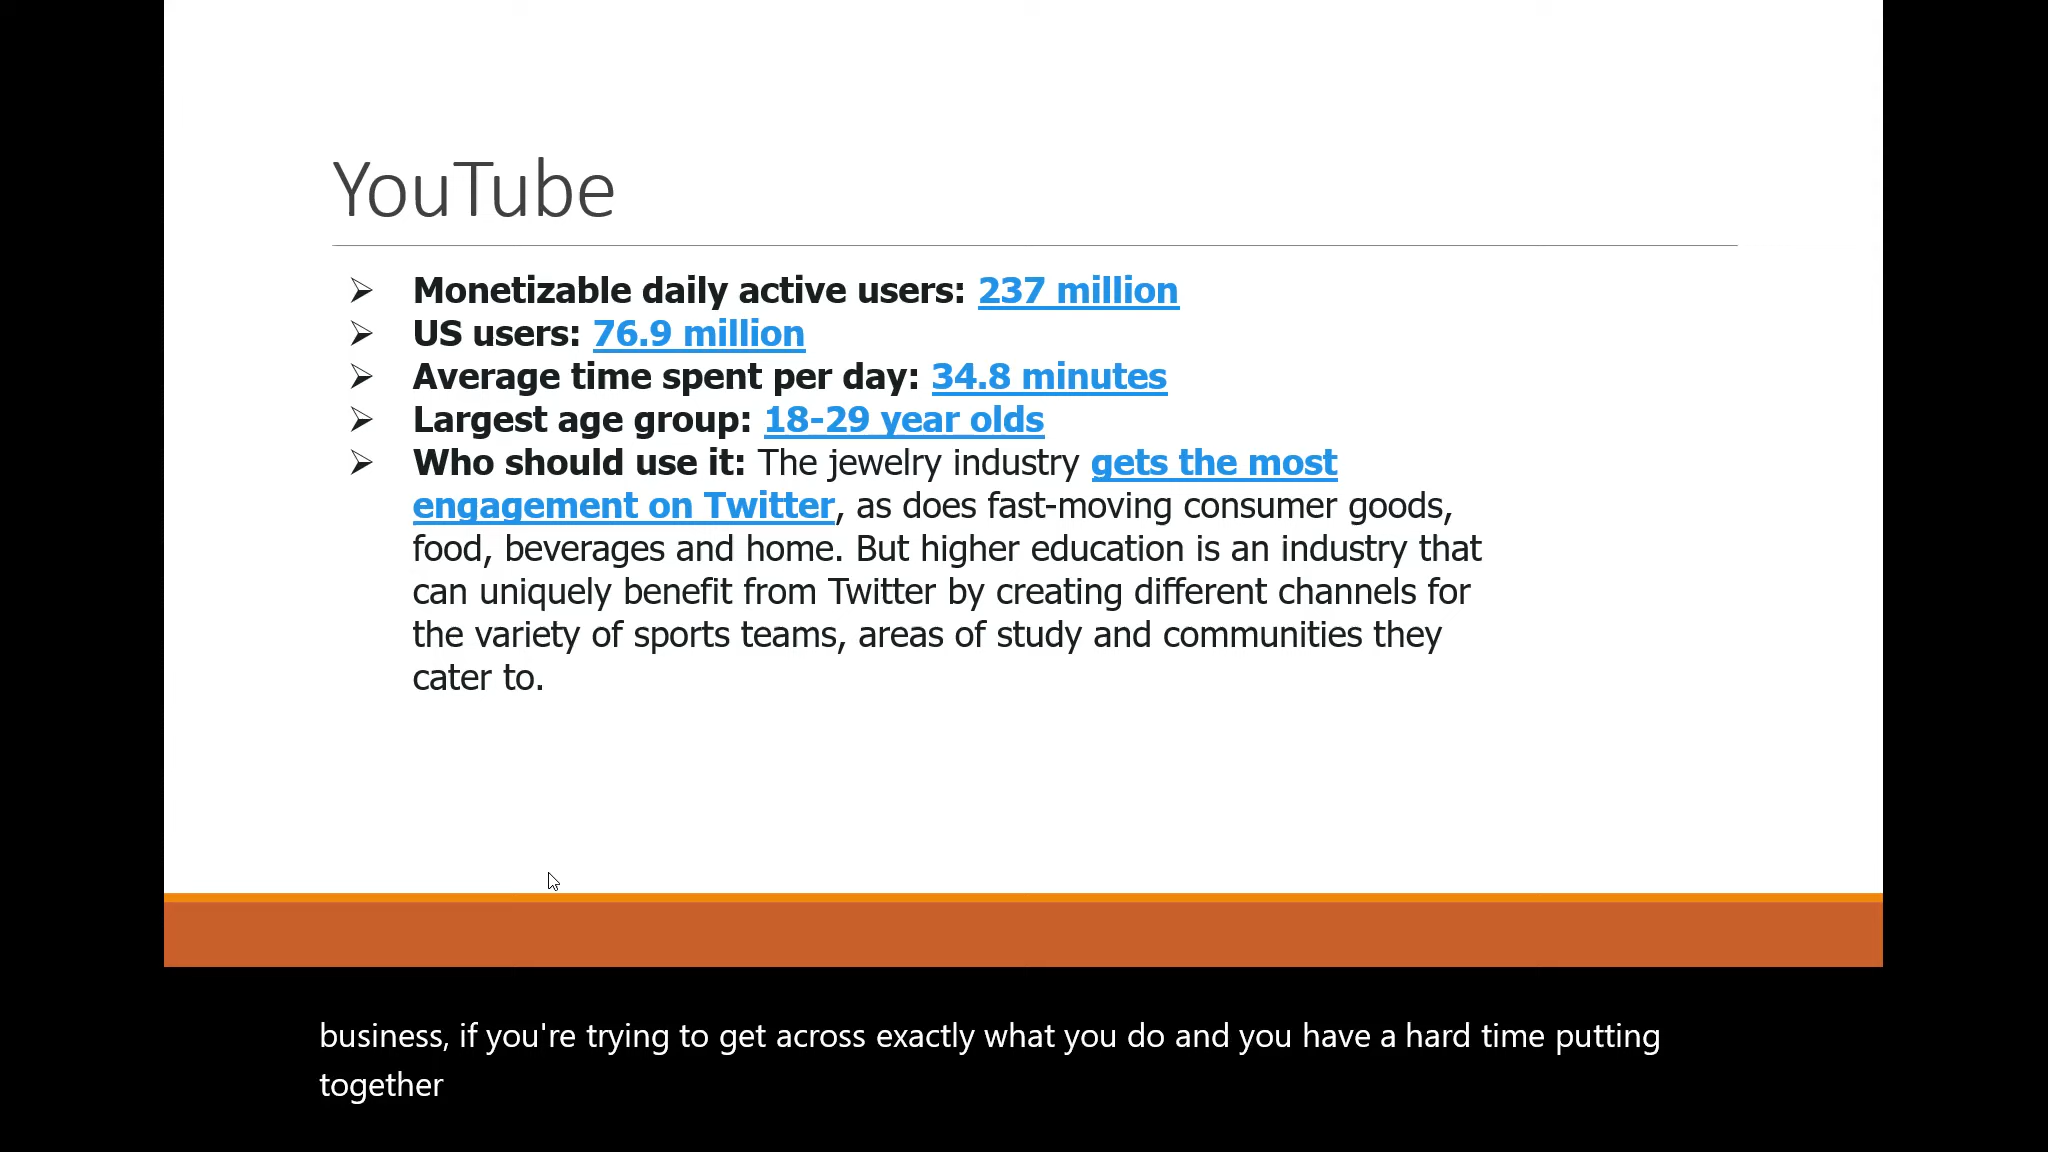 YouTube
➢ Monetizable daily active users: 237 million
➢ US users: 76.9 million
➢ Average time spent per day: 34.8 minutes
➢ Largest age group: 18-29 year olds
➢ Who should use it: The jewelry industry gets the most
engagement on Twitter, as does fast-moving consumer goods,
food, beverages and home. But higher education is an industry that
can uniquely benefit from Twitter by creating different channels for
the variety of sports teams, areas of study and communities they
cater to.
business, if you're trying to get across exactly what you do and you have a hard time putting
together